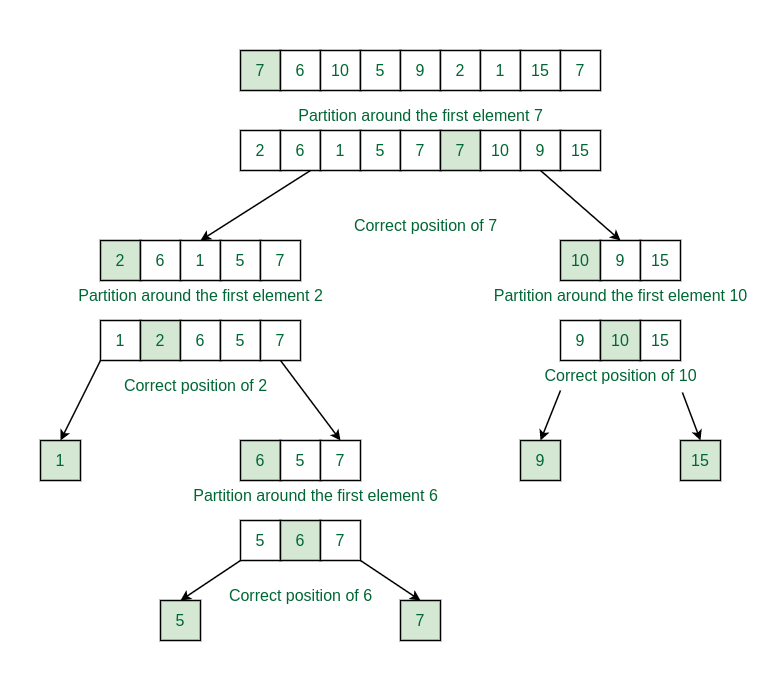 7 6 10 5 9 2 1 15 7
Partition around the first element 7
2 6 1 5 7 7 10 9 15
Correct position of 7
2 6 1 5 7
10 9 15
Partition around the first element 2
Partition around the first element 10
1 2 6 5 7
9 10 15
Correct position of 2
Correct position of 10
1
6 5 7
9
15
Partition around the first element 6
5 6 7
Correct position of 6
5
7